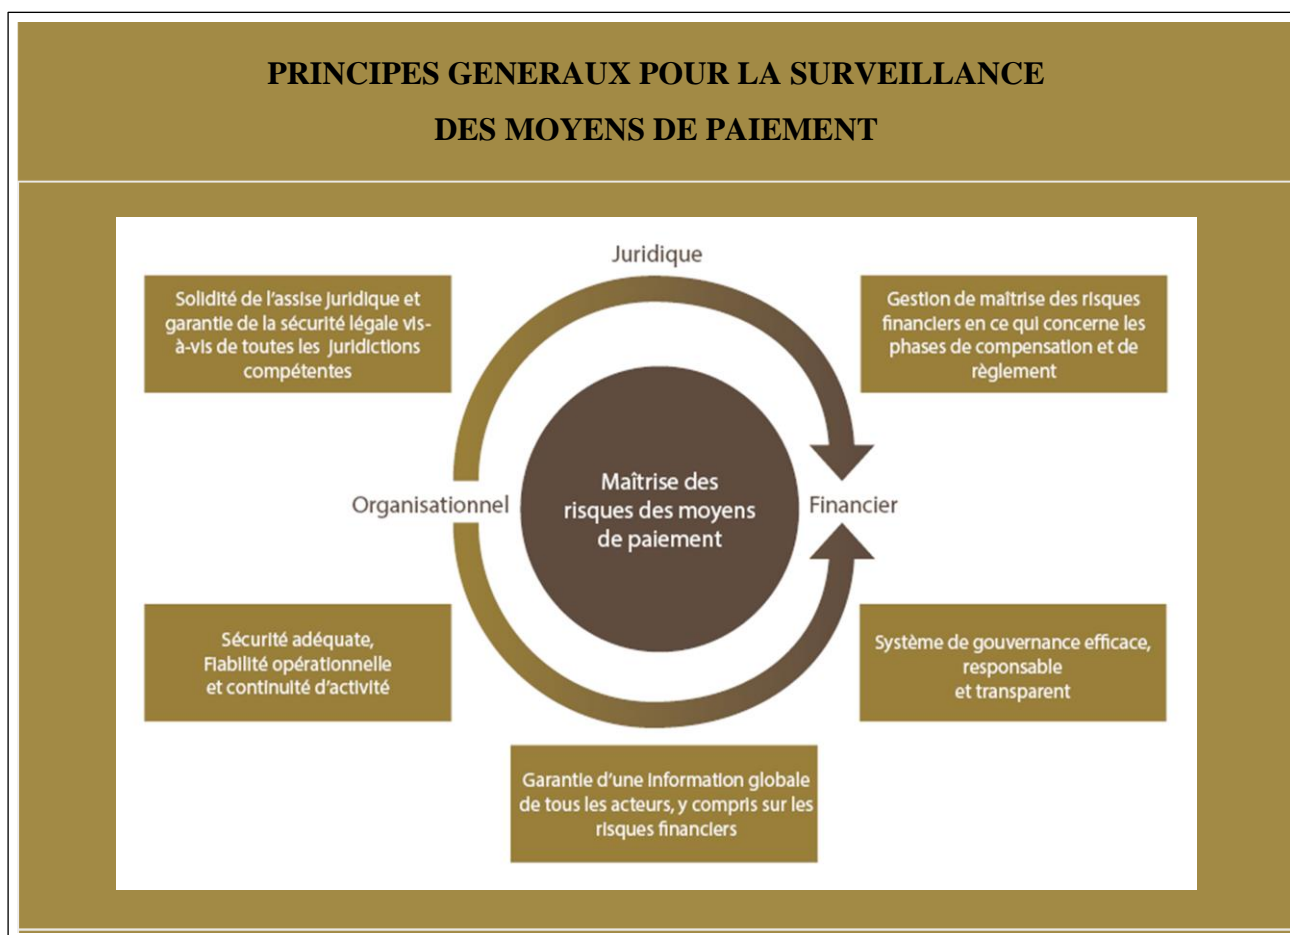 PRINCIPES GENERAUX POUR LA SURVEILLANCE
DES MOYENS DE PAIEMENT
Juridique
Solidité de l'assise juridique et
garantie de la sécurité légale vis-
à-vis de toutes les juridictions
compétentes
Gestion de maîtrise des risques
financiers en ce qui concerne les
phases de compensation et de
règlement
Organisationnel
Maîtrise des
risques des moyens
de paiement
Financier
Sécurité adéquate,
Fiabilité opérationnelle
et continuité d'activité
Système de gouvernance efficace,
responsable
et transparent
Garantie d'une information globale
de tous les acteurs, y compris sur les
risques financiers